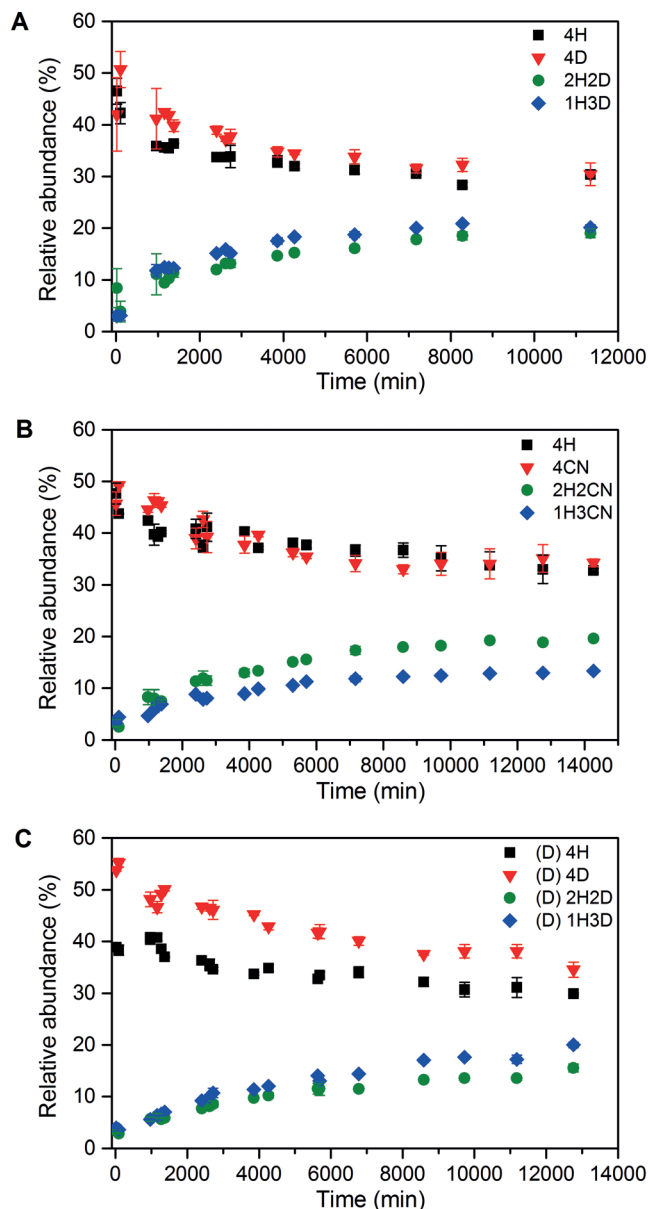 A
60
50
40
30
20
10
0
Relative abundance (%)
4H
4D
2H2D
1H3D
0 2000 4000 6000 8000 10000 12000
Time (min)
B
60
50
40
30
20
10
0
Relative abundance (%)
4H
4CN
2H2CN
1H3CN
0 2000 4000 6000 8000 10000 12000 14000
Time (min)
C
60
50
40
30
20
10
0
Relative abundance (%)
(D) 4H
(D) 4D
(D) 2H2D
(D) 1H3D
0 2000 4000 6000 8000 10000 12000 14000
Time (min)